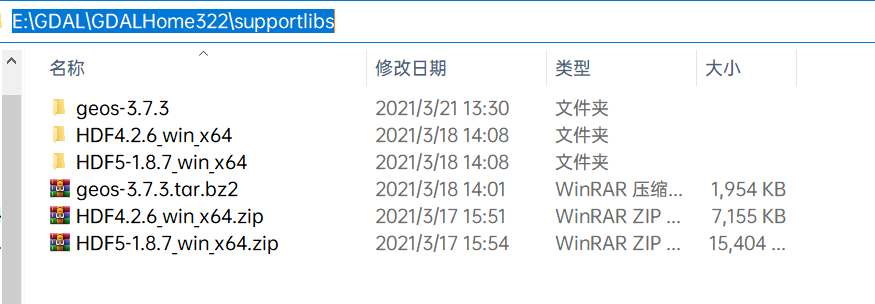 E:\GDAL\GDALHome322\supportlibs
名称 修改日期 类型 大小
geos-3.7.3 2021/3/21 13:30 文件夹
HDF4.2.6_win_x64 2021/3/18 14:08 文件夹
HDF5-1.8.7_win_x64 2021/3/18 14:08 文件夹
geos-3.7.3.tar.bz2 2021/3/18 14:01 WinRAR 压缩... 1,954 KB
HDF4.2.6_win_x64.zip 2021/3/17 15:51 WinRAR ZIP ... 7,155 KB
HDF5-1.8.7_win_x64.zip 2021/3/17 15:54 WinRAR ZIP ... 15,404 ...